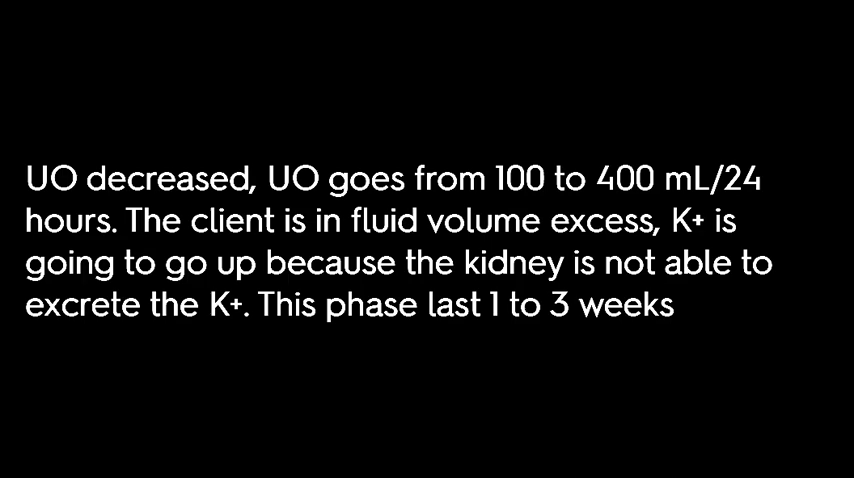 UO decreased, UO goes from 100 to 400 mL/24
hours. The client is in fluid volume excess, K+ is
going to go up because the kidney is not able to
excrete the K+. This phase last 1 to 3 weeks